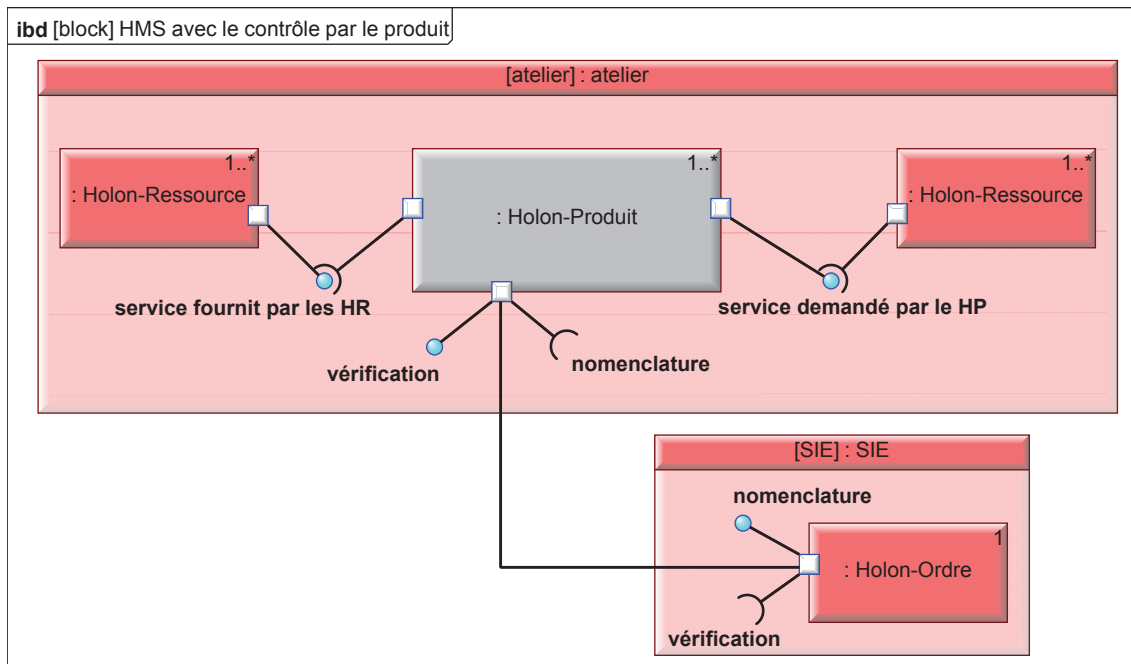 ibd [block] HMS avec le contrôle par le produit
[atelier] : atelier
1..*
: Holon-Ressource
1..*
: Holon-Produit
1..*
: Holon-Ressource
service fournit par les HR
service demandé par le HP
vérification
nomenclature
[SIE] : SIE
nomenclature
1
: Holon-Ordre
vérification